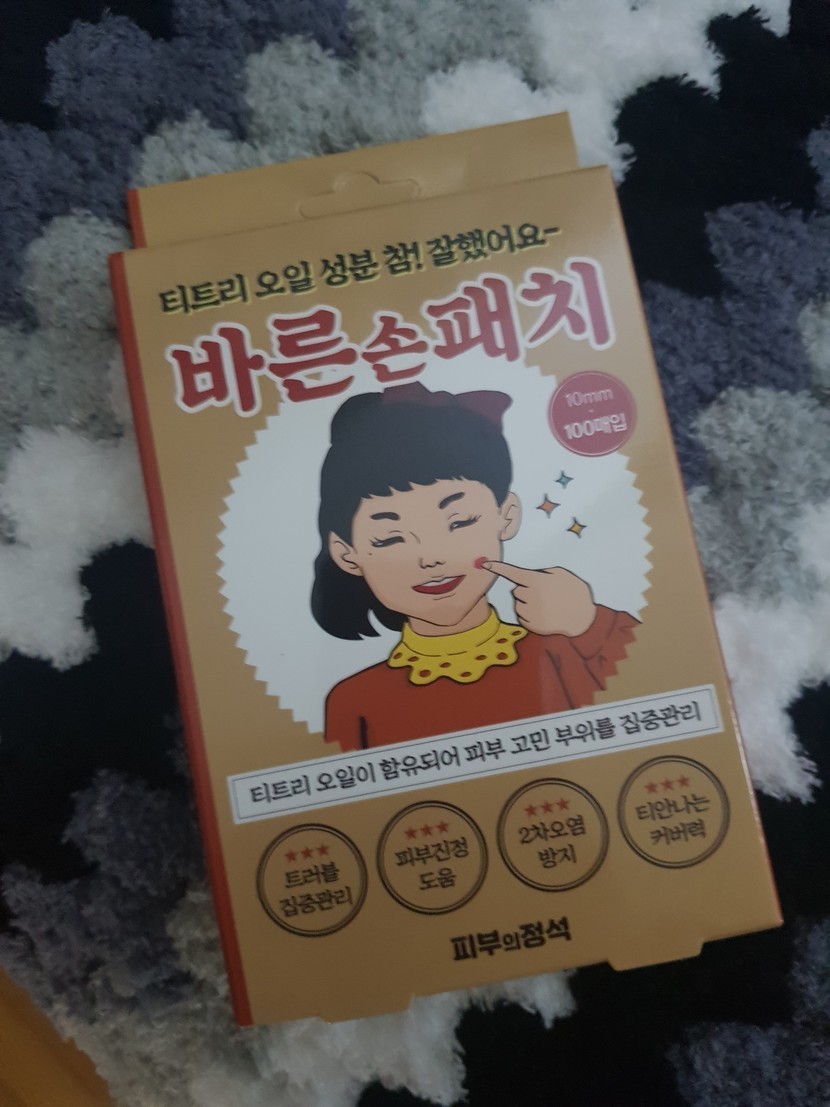 티트리 오일 성분 참! 잘했어요~
바른손패치
10mm
-
100매입
티트리 오일이 함유되어 피부 고민 부위를 집중관리
★★★
트러블
집중관리
★★★
피부진정
도움
★★★
2차오염
방지
★★★
티안나는
커버력
피부의정석